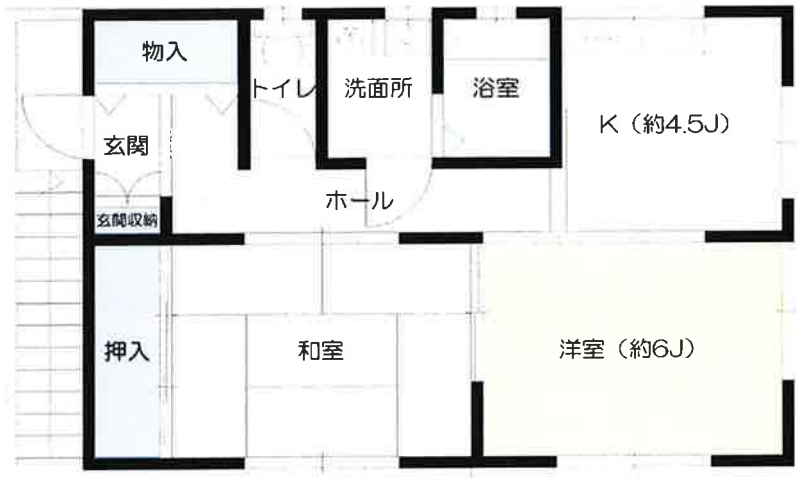 物入
トイレ
洗面所
浴室
K（約4.5J）
玄関
ホール
玄関収納
押入
和室
洋室（約6J）